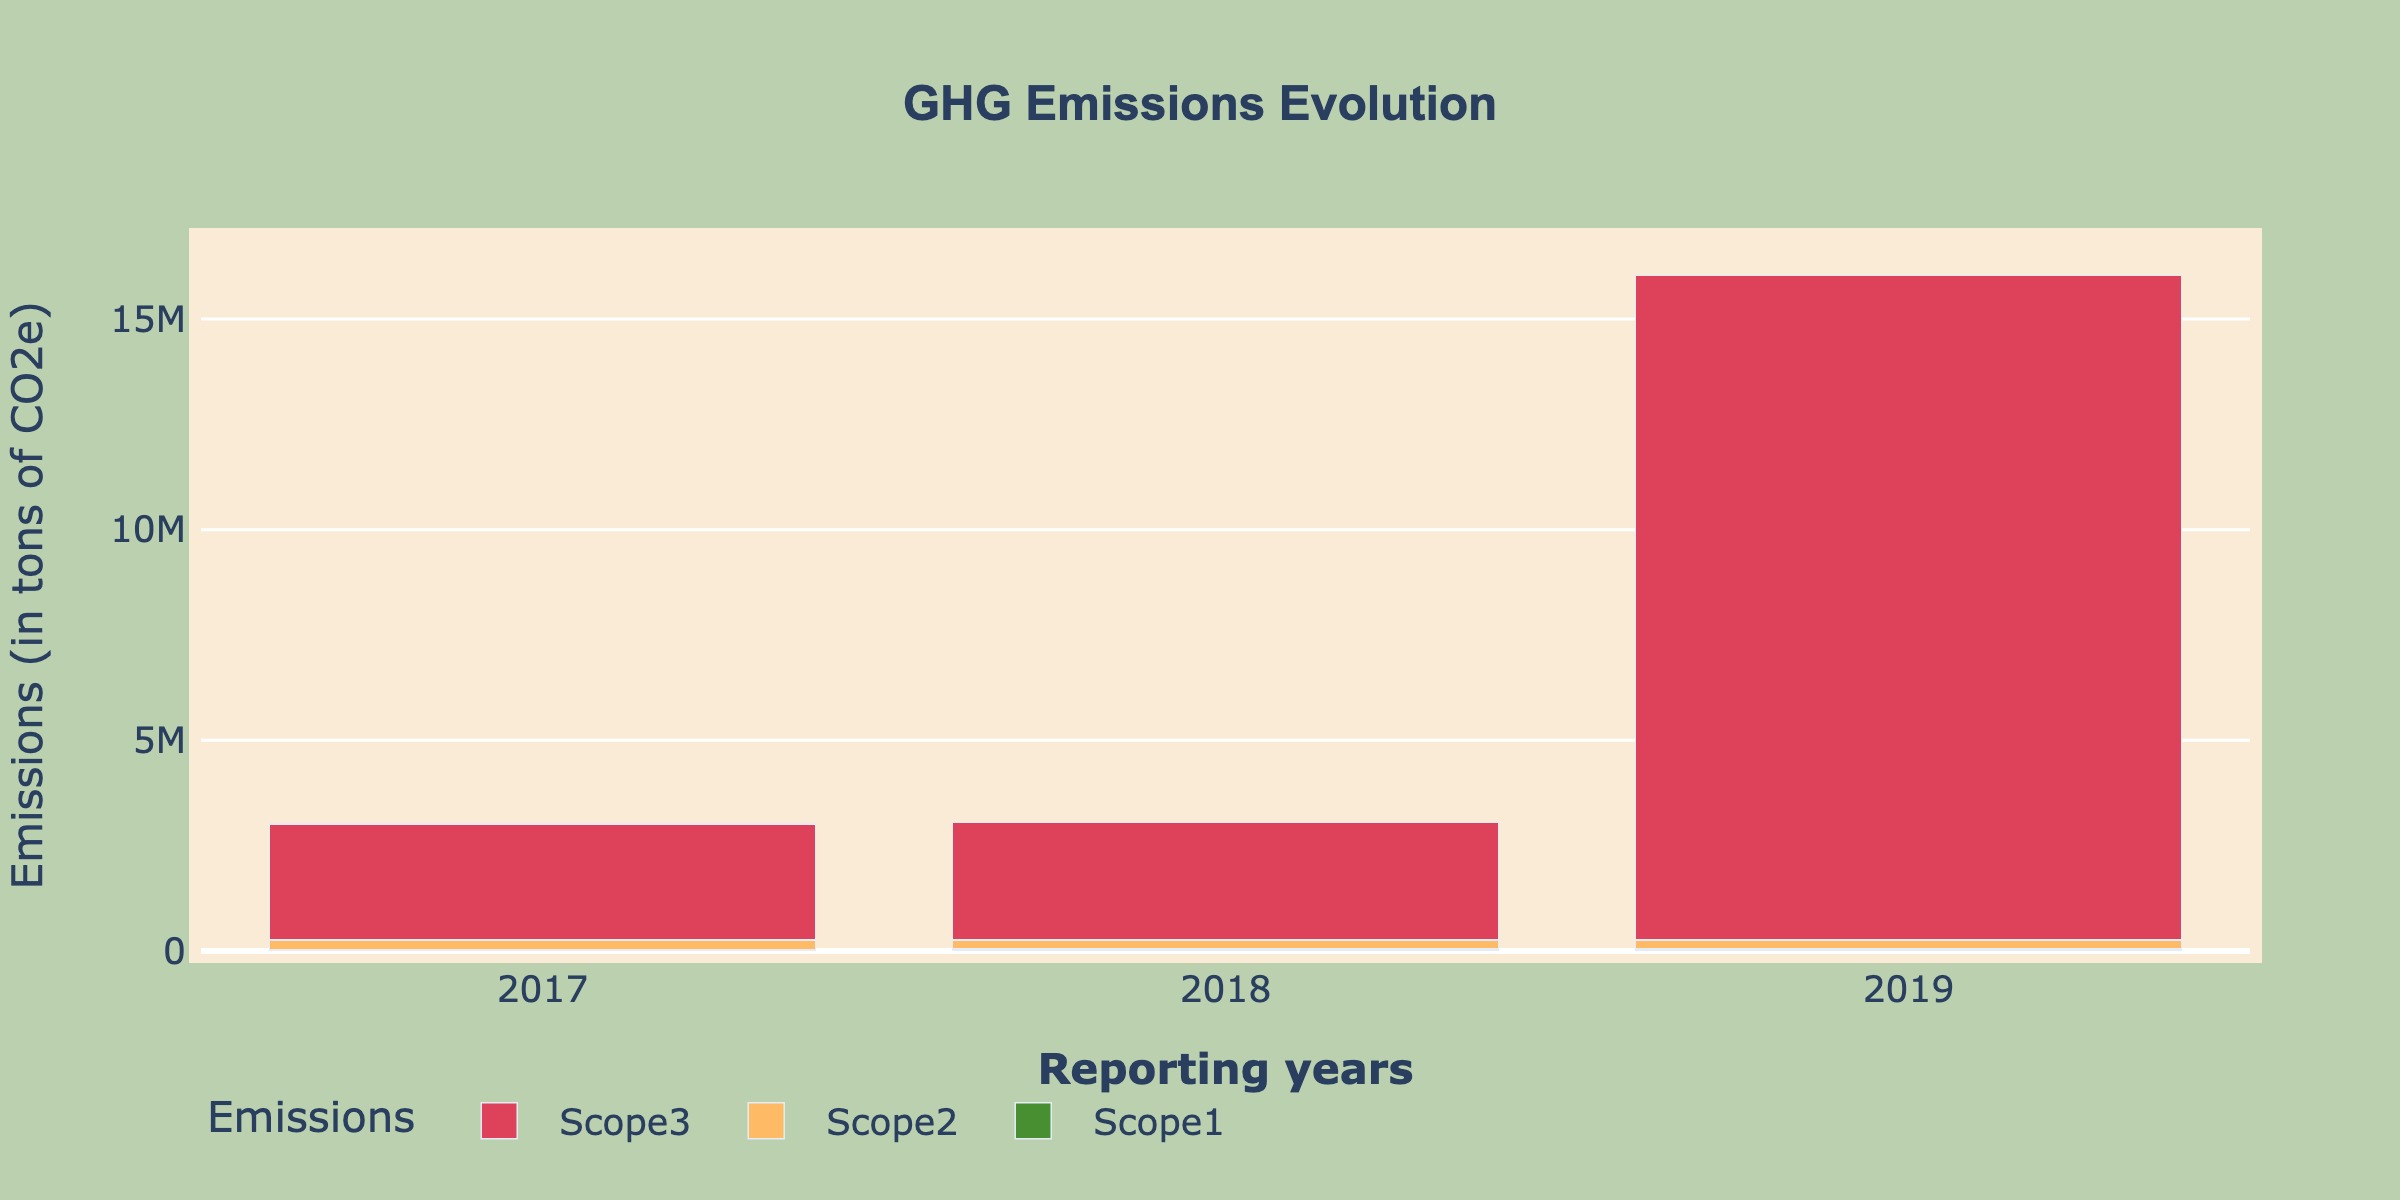 GHG Emissions Evolution
Emissions (in tons of CO2e)
15M
10M
5M
0
2017 2018 2019
Reporting years
Emissions Scope3 Scope2 Scope1